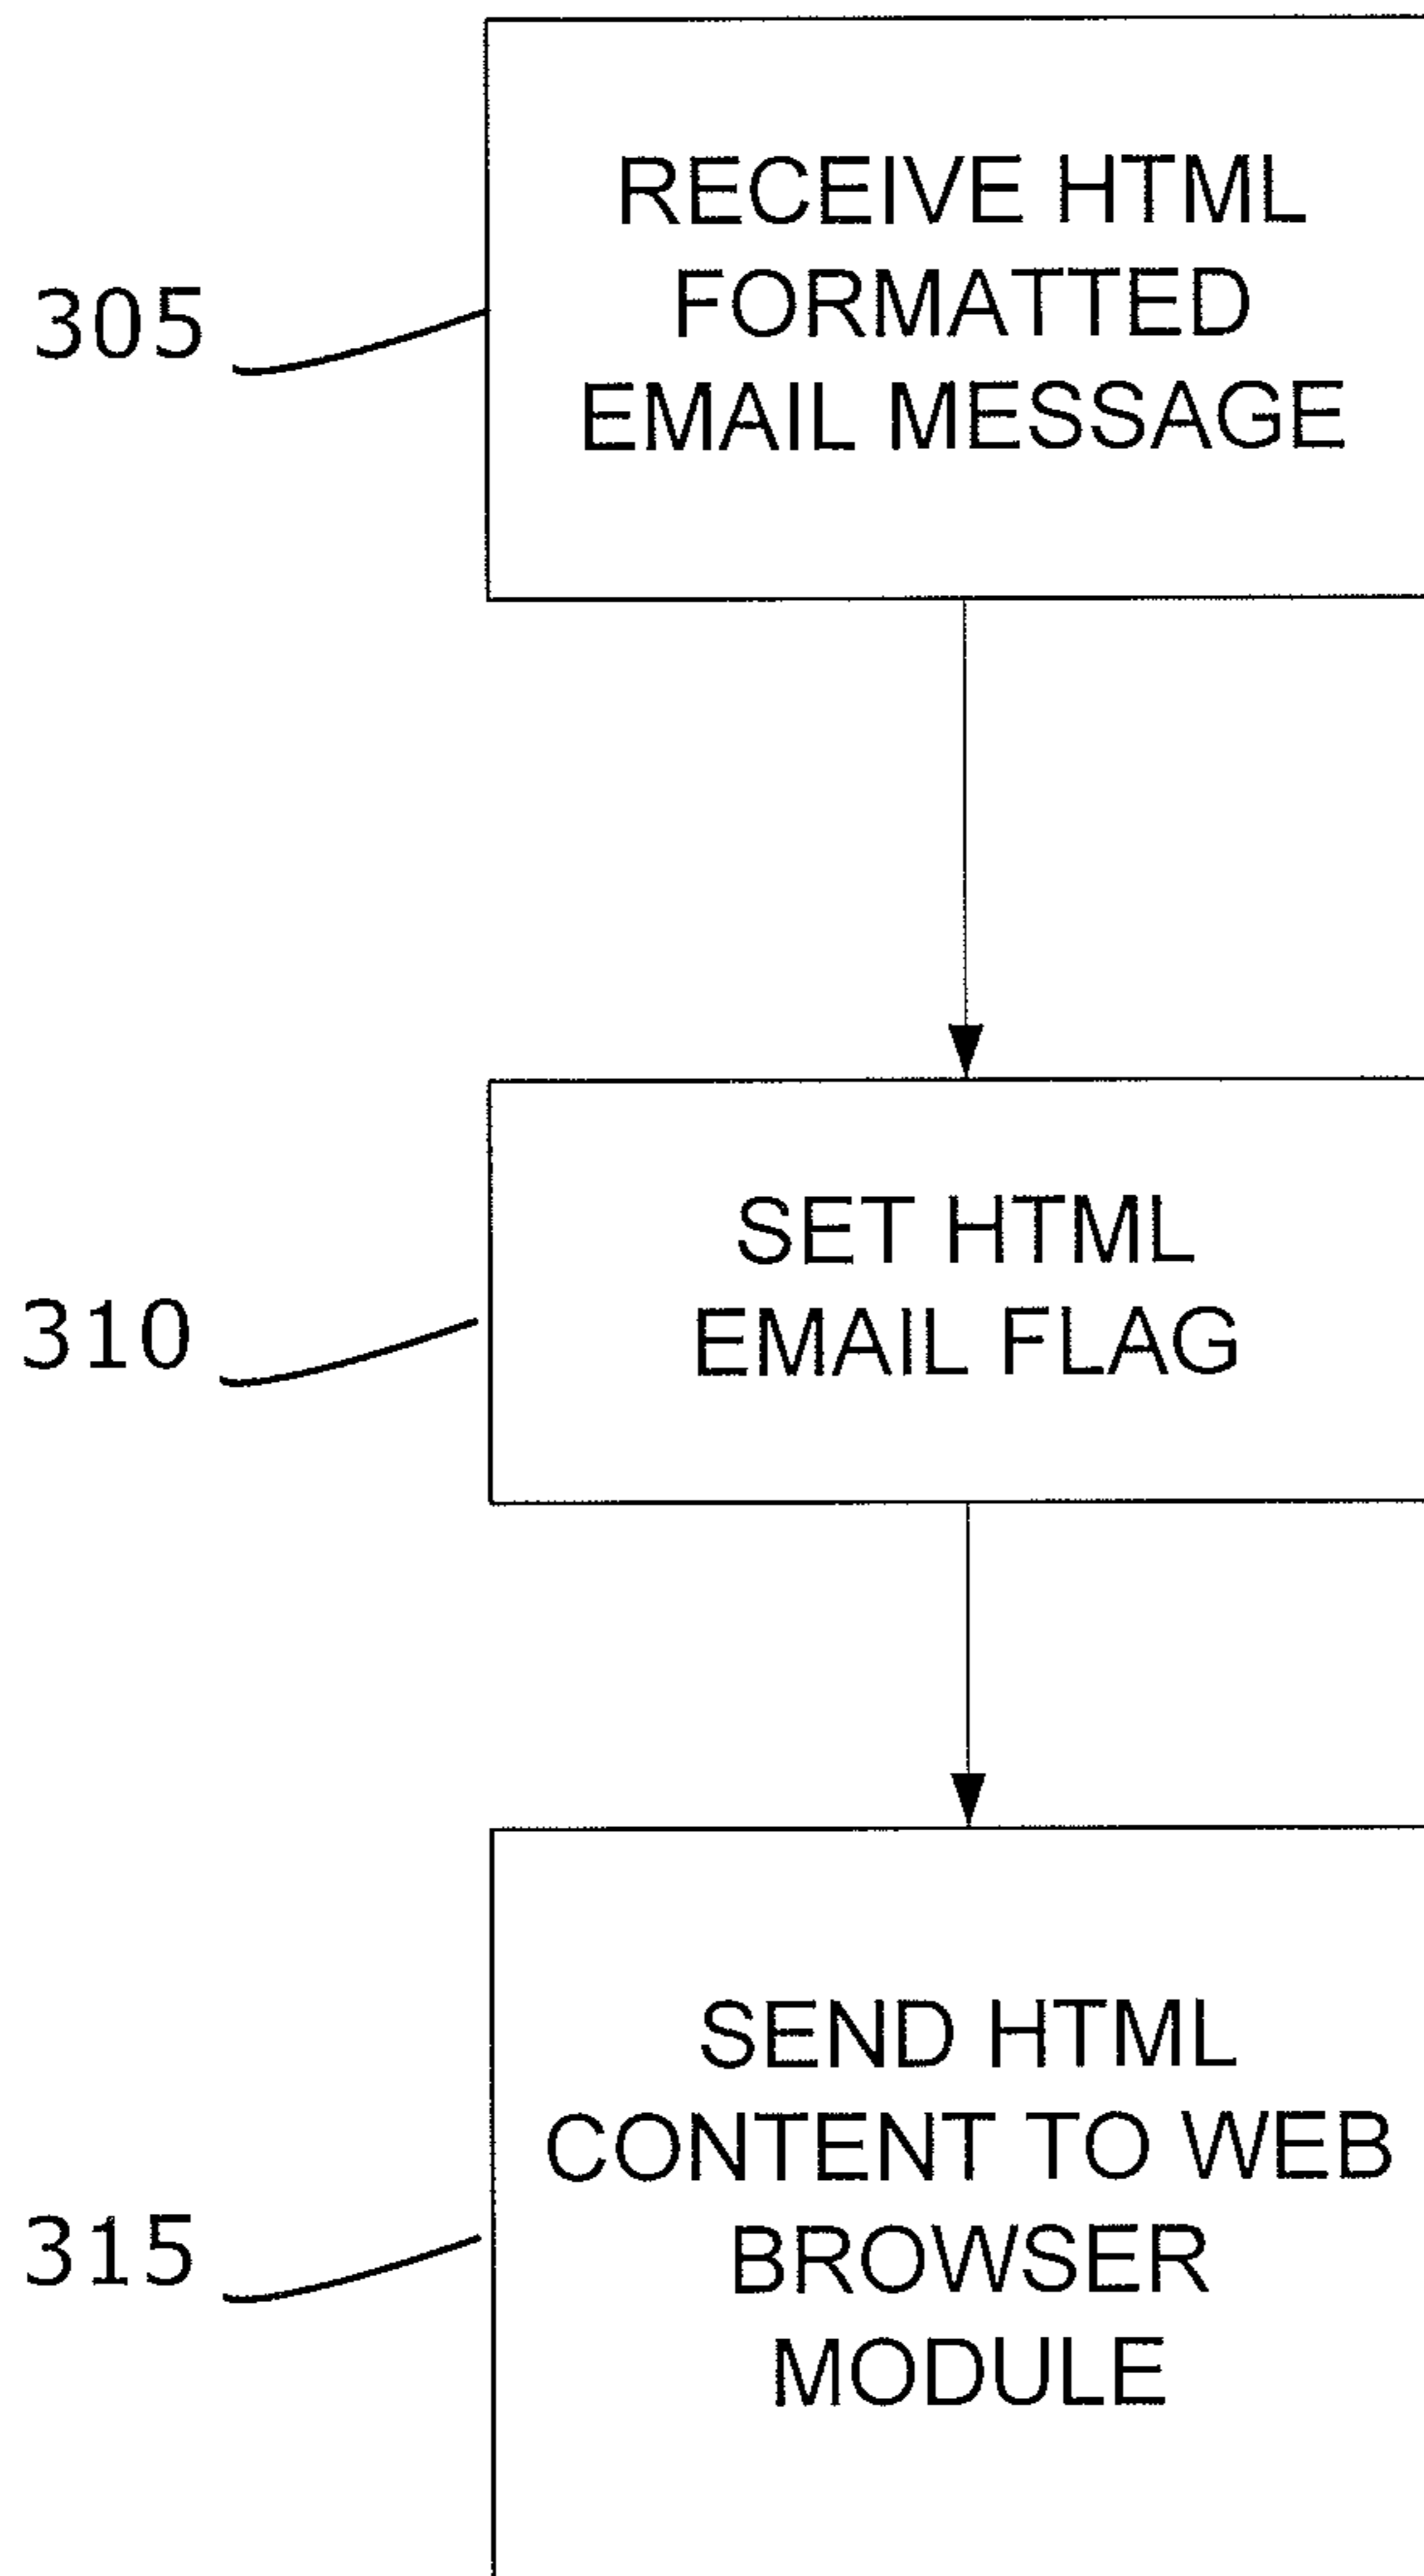 RECEIVE HTML
FORMATTED
EMAIL MESSAGE
305
SET HTML
EMAIL FLAG
310
SEND HTML
CONTENT TO WEB
BROWSER
MODULE
315